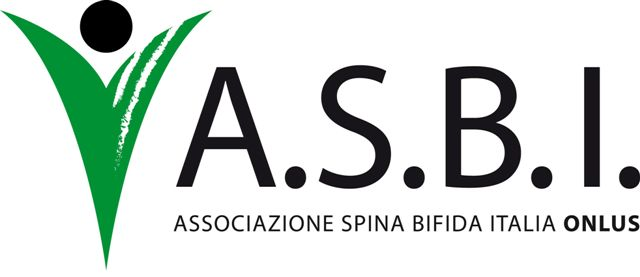 A.S.B.I.
ASSOCIAZIONE SPINA BIFIDA ITALIA ONLUS